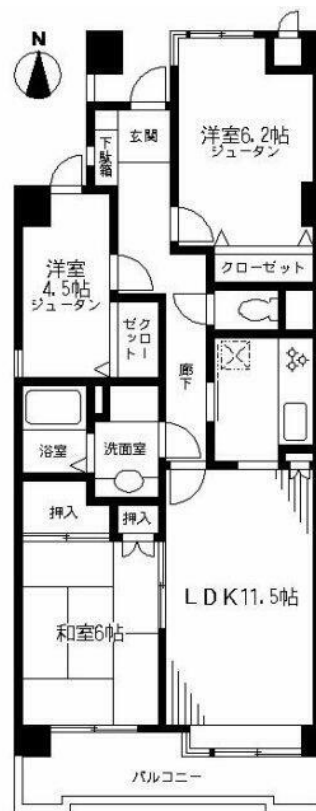 N
洋室6.2帖
ジュータン
玄関
下駄箱
洋室
4.5帖
ジュータン
クローゼット
クローゼット
廊下
浴室
洗面室
押入
押入
LDK11.5帖
和室6帖
バルコニー